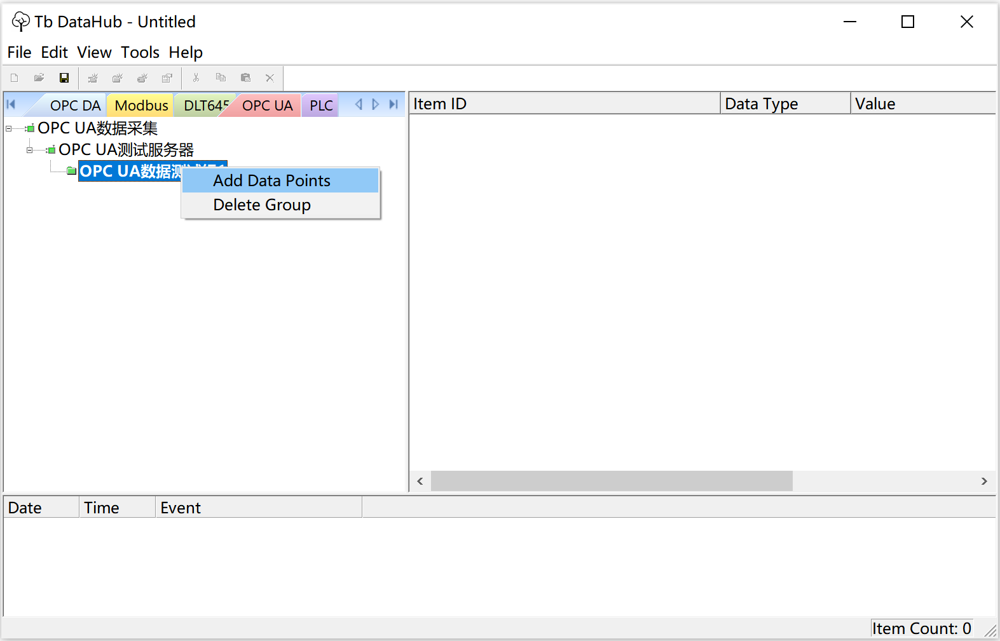 Tb DataHub - Untitled
File Edit View Tools Help
OPC DA Modbus DLT645 OPC UA PLC
Item ID Data Type Value
OPC UA数据采集
OPC UA测试服务器
OPC UA数据测
Add Data Points
Delete Group
Date Time Event
Item Count: 0